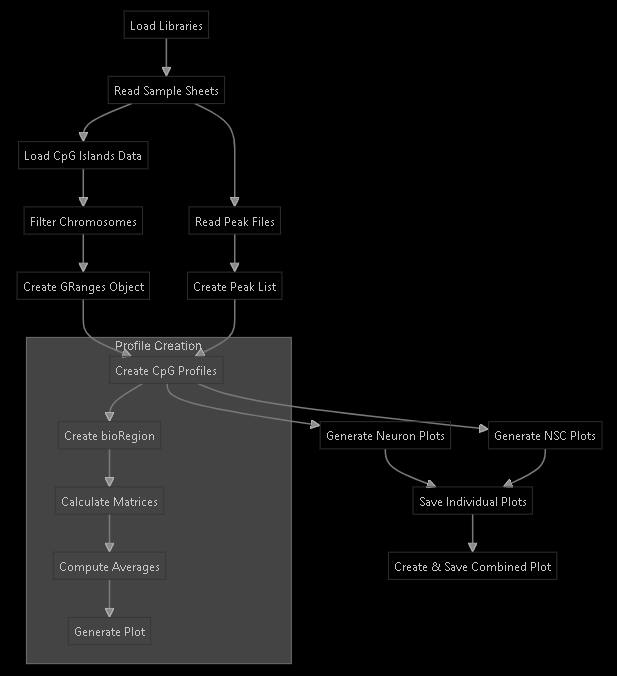 Load Libraries
Read Sample Sheets
Load CpG Islands Data
Filter Chromosomes
Read Peak Files
Create GRanges Object
Create Peak List
Profile Creation
Create CpG Profiles
Create bioRegion
Generate Neuron Plots
Generate NSC Plots
Calculate Matrices
Save Individual Plots
Compute Averages
Create & Save Combined Plot
Generate Plot